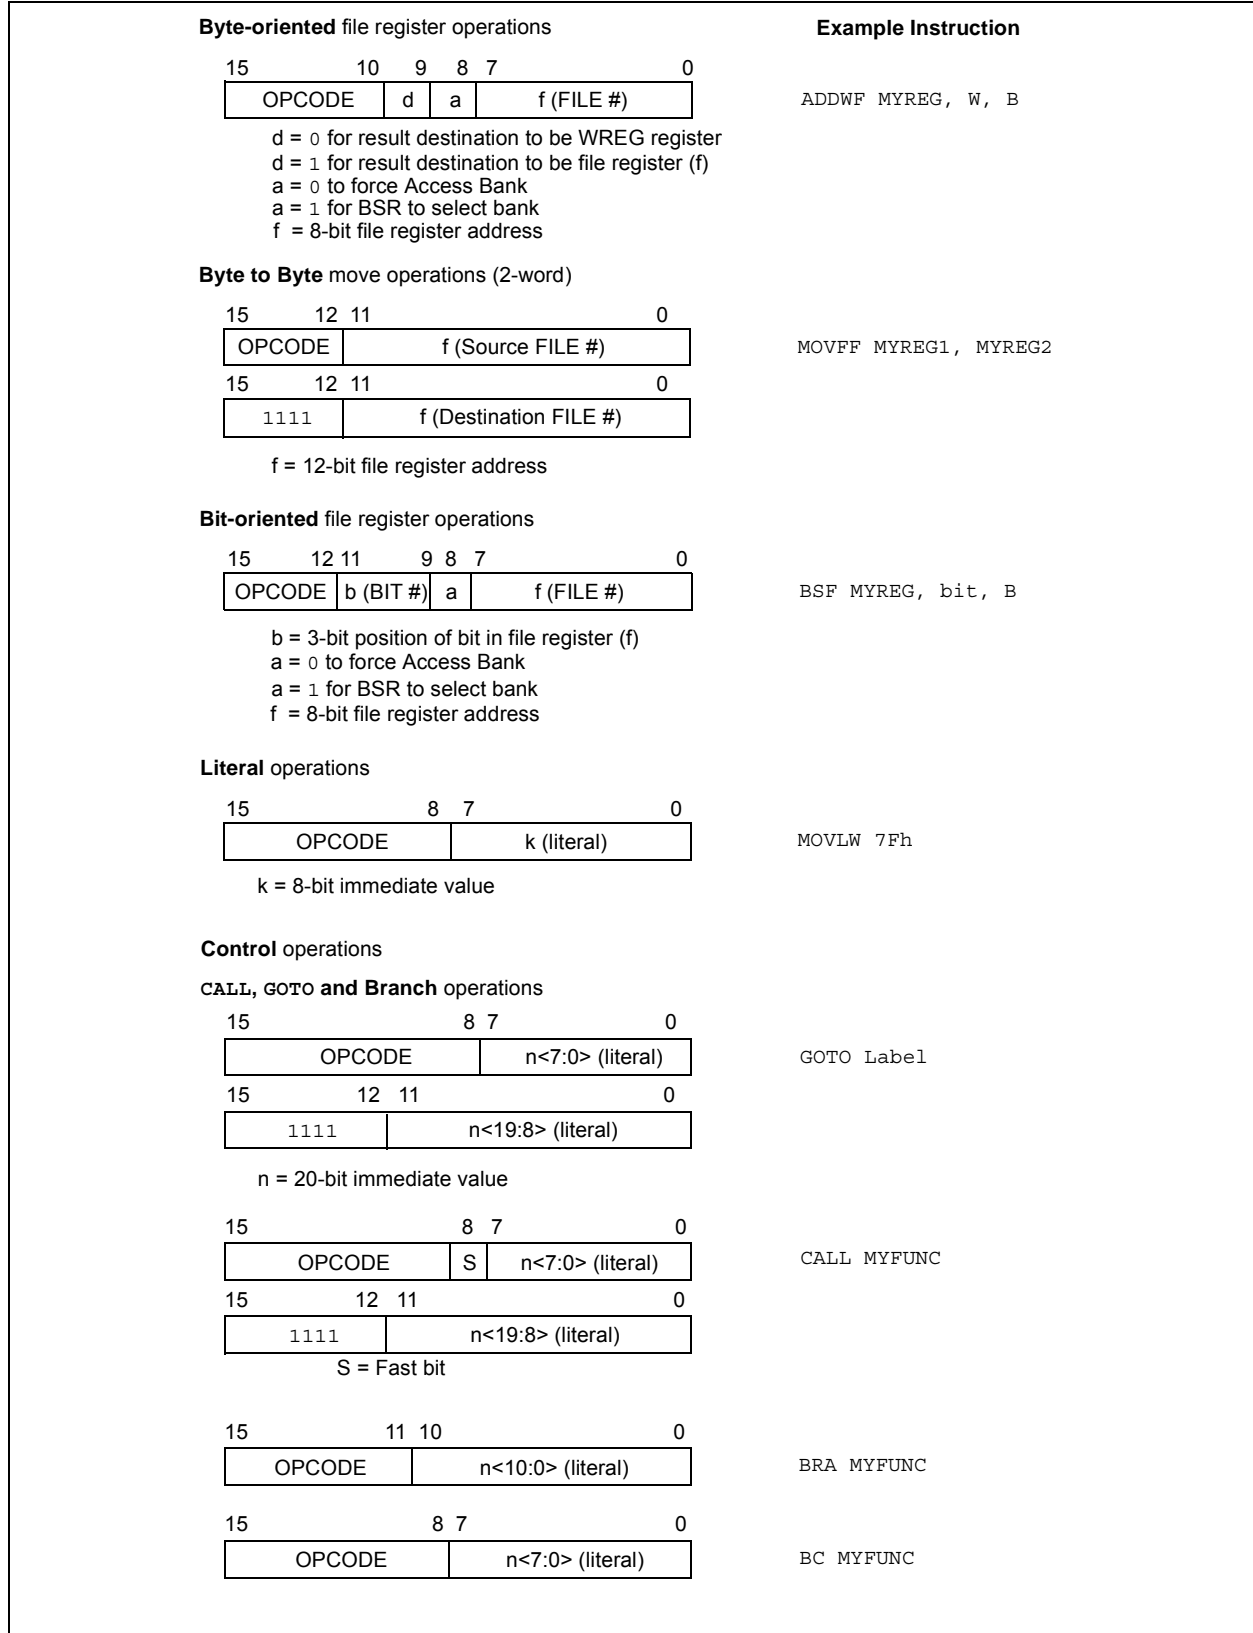 Byte-oriented file register operations Example Instruction
15 10 9 8 7 0
OPCODE d a f (FILE #) ADDWF MYREG, W, B
d = 0 for result destination to be WREG register
d = 1 for result destination to be file register (f)
a = 0 to force Access Bank
a = 1 for BSR to select bank
f = 8-bit file register address
Byte to Byte move operations (2-word)
15 12 11 0
OPCODE f (Source FILE #) MOVFF MYREG1, MYREG2
15 12 11 0
1111 f (Destination FILE #)
f = 12-bit file register address
Bit-oriented file register operations
15 12 11 9 8 7 0
OPCODE b (BIT #) a f (FILE #) BSF MYREG, bit, B
b = 3-bit position of bit in file register (f)
a = 0 to force Access Bank
a = 1 for BSR to select bank
f = 8-bit file register address
Literal operations
15 8 7 0
OPCODE k (literal) MOVLW 7Fh
k = 8-bit immediate value
Control operations
CALL, GOTO and Branch operations
15 8 7 0
OPCODE n<7:0> (literal) GOTO Label
15 12 11 0
1111 n<19:8> (literal)
n = 20-bit immediate value
15 8 7 0
OPCODE S n<7:0> (literal) CALL MYFUNC
15 12 11 0
1111 n<19:8> (literal)
S = Fast bit
15 11 10 0
OPCODE n<10:0> (literal) BRA MYFUNC
15 8 7 0
OPCODE n<7:0> (literal) BC MYFUNC